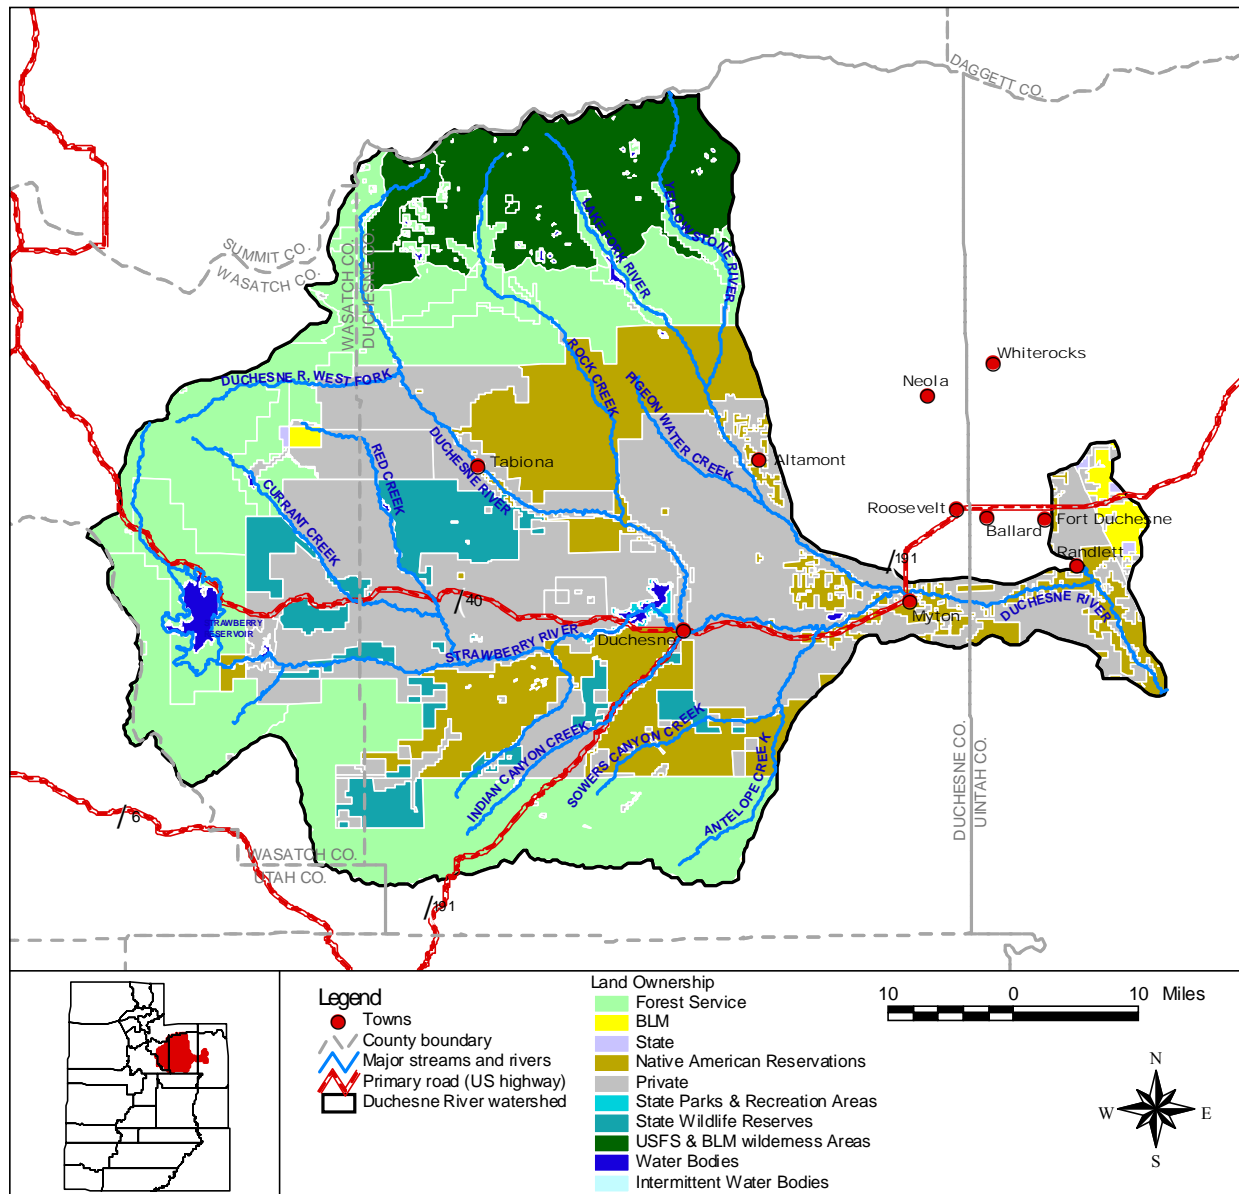 DAGGETT CO.
SUMMIT CO.
WASATCH CO.
WASATCH CO.
DUCHESNE CO.
LAKE FORK RIVER
YELLOWSTONE RIVER
Whiterocks
Neola
DUCHESNE R, WEST FORK
ROCK CREEK
PIGEON WATER CREEK
DUCHESNE RIVER
RED CREEK
Tabiona
Altamont
CURRANT CREEK
Roosevelt
Ballard
Fort Duchesne
Randlett
191
40
STRAWBERRY
RESERVOIR
STRAWBERRY RIVER
Duchesne
Myton
DUCHESNE RIVER
INDIAN CANYON CREEK
SOWERS CANYON CREEK
ANTELOPE CREEK
DUCHESNE CO.
UINTAH CO.
6
WASATCH CO.
UTAH CO.
191
Legend
Towns
County boundary
Major streams and rivers
Primary road (US highway)
Duchesne River watershed
Land Ownership
Forest Service
BLM
State
Native American Reservations
Private
State Parks & Recreation Areas
State Wildlife Reserves
USFS & BLM wilderness Areas
Water Bodies
Intermittent Water Bodies
10 0 10 Miles
N
W E
S